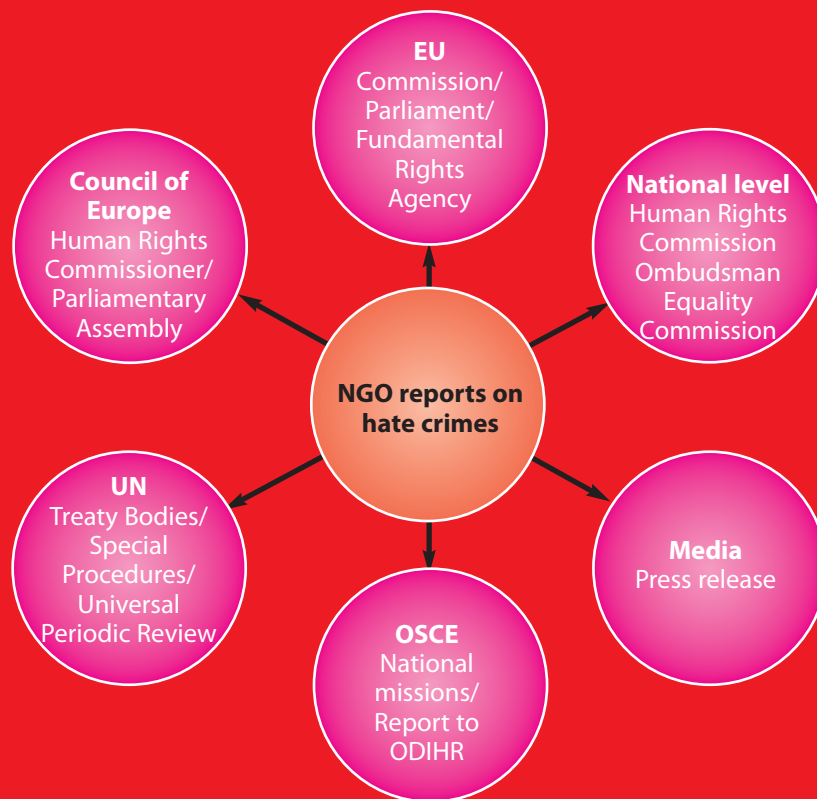 EU
Commission/
Parliament/
Fundamental
Rights
Agency
Council of
Europe
Human Rights
Commissioner/
Parliamentary
Assembly
National level
Human Rights
Commission
Ombudsman
Equality
Commission
NGO reports on
hate crimes
UN
Treaty Bodies/
Special
Procedures/
Universal
Periodic Review
Media
Press release
OSCE
National
missions/
Report to
ODIHR